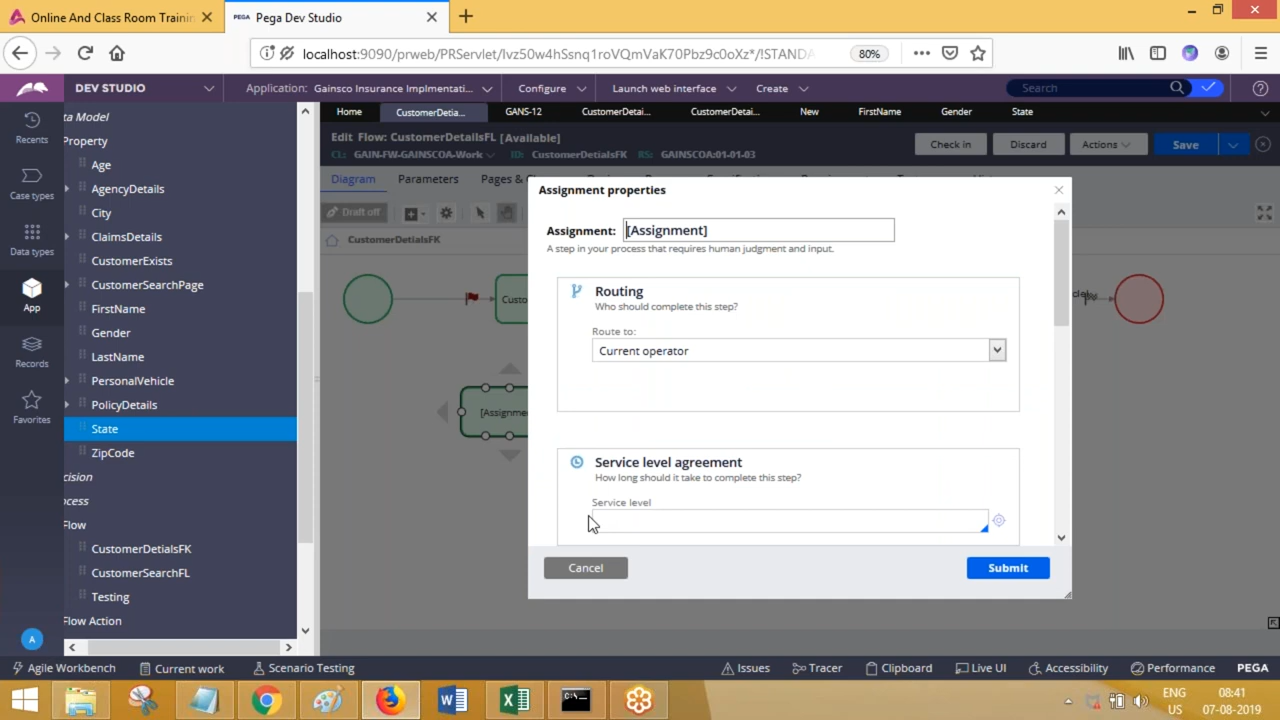 Online And Class Room Trainin
PEGA Pega Dev Studio
localhost:9090/prweb/PRServlet/Ivz50w4hSsnq1roVQmVaK70Pbz9c0oXz*/!STANDA
80%
DEV STUDIO
Application: Gainsco Insurance Implmentati...
Configure
Launch web interface
Create
Search
Recents
Case types
Data types
App
Records
Favorites
A
ta Model
Property
Age
AgencyDetails
City
ClaimsDetails
CustomerExists
CustomerSearchPage
FirstName
Gender
LastName
PersonalVehicle
PolicyDetails
State
ZipCode
cision
ocess
Flow
CustomerDetialsFK
CustomerSearchFL
Testing
Flow Action
Home
CustomerDetia...
GANS-12
CustomerDetai...
CustomerDetai...
New
FirstName
Gender
State
Edit Flow: CustomerDetailsFL [Available]
CL: GAIN-FW-GAINSCOA-Work
ID: CustomerDetialsFK
RS: GAINSCOA:01-01-03
Check in
Discard
Actions
Save
Diagram
Parameters
Pages &
Draft off
CustomerDetialsFK
Custo
[Assignme
Assignment properties
Assignment: [Assignment]
A step in your process that requires human judgment and input.
Routing
Who should complete this step?
Route to:
Current operator
Service level agreement
How long should it take to complete this step?
Service level
Cancel
Submit
Agile Workbench
Current work
Scenario Testing
Issues
Tracer
Clipboard
Live UI
Accessibility
Performance
PEGA
ENG
US
08:41
07-08-2019